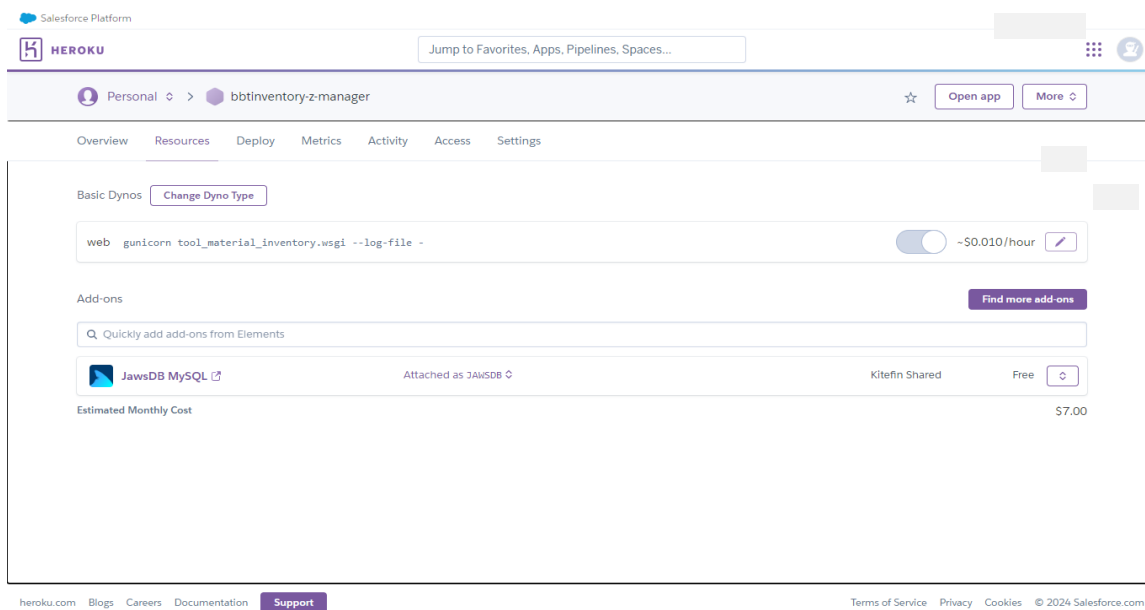 Salesforce Platform
HEROKU
Jump to Favorites, Apps, Pipelines, Spaces...
Personal > bbtinventory-z-manager
Open app More
Overview Resources Deploy Metrics Activity Access Settings
Basic Dynos Change Dyno Type
web gunicorn tool_material_inventory.wsgi --log-file - ~$0.010/hour
Add-ons Find more add-ons
Quickly add add-ons from Elements
JawsDB MySQL Attached as JAWSDB Kitefin Shared Free
Estimated Monthly Cost $7.00
heroku.com Blogs Careers Documentation Support Terms of Service Privacy Cookies © 2024 Salesforce.com